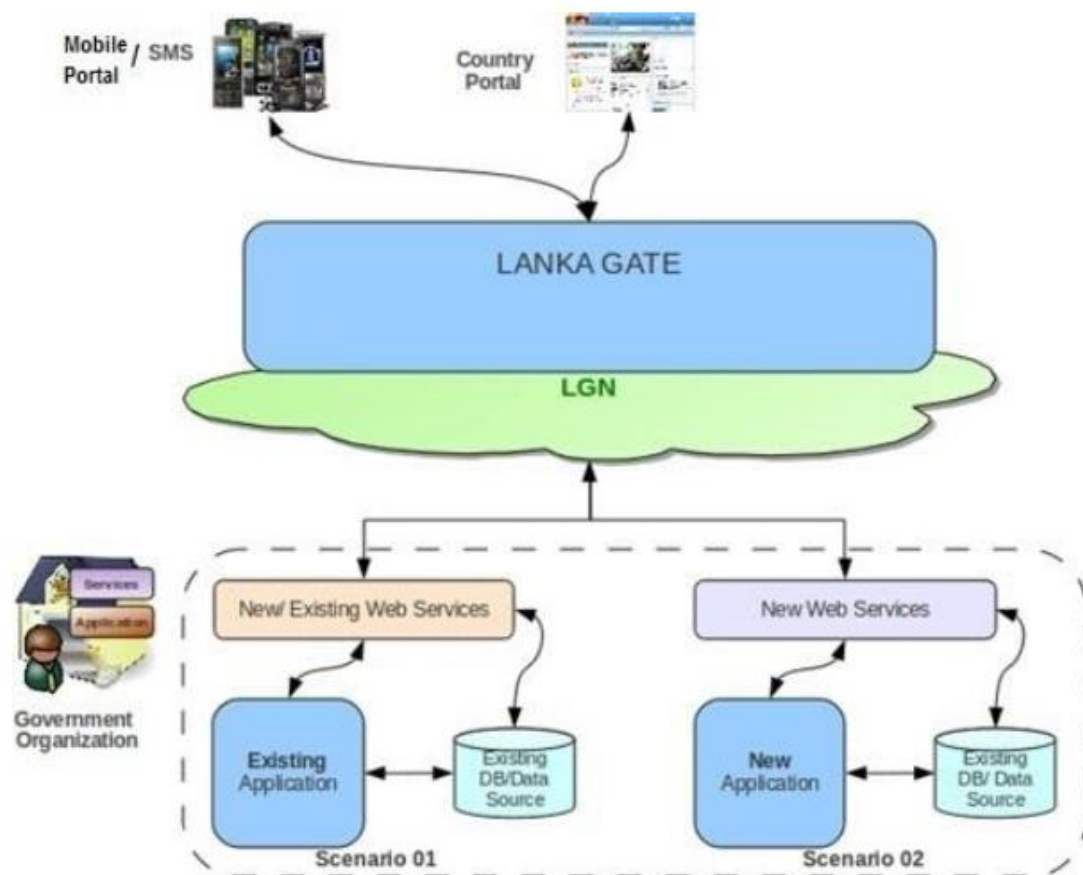 Mobile / SMS
Portal
Country
Portal
LANKA GATE
LGN
Services
Application
Government
Organization
New/ Existing Web Services
New Web Services
Existing
Application
Existing
DB/Data
Source
New
Application
Existing
DB/ Data
Source
Scenario 01
Scenario 02